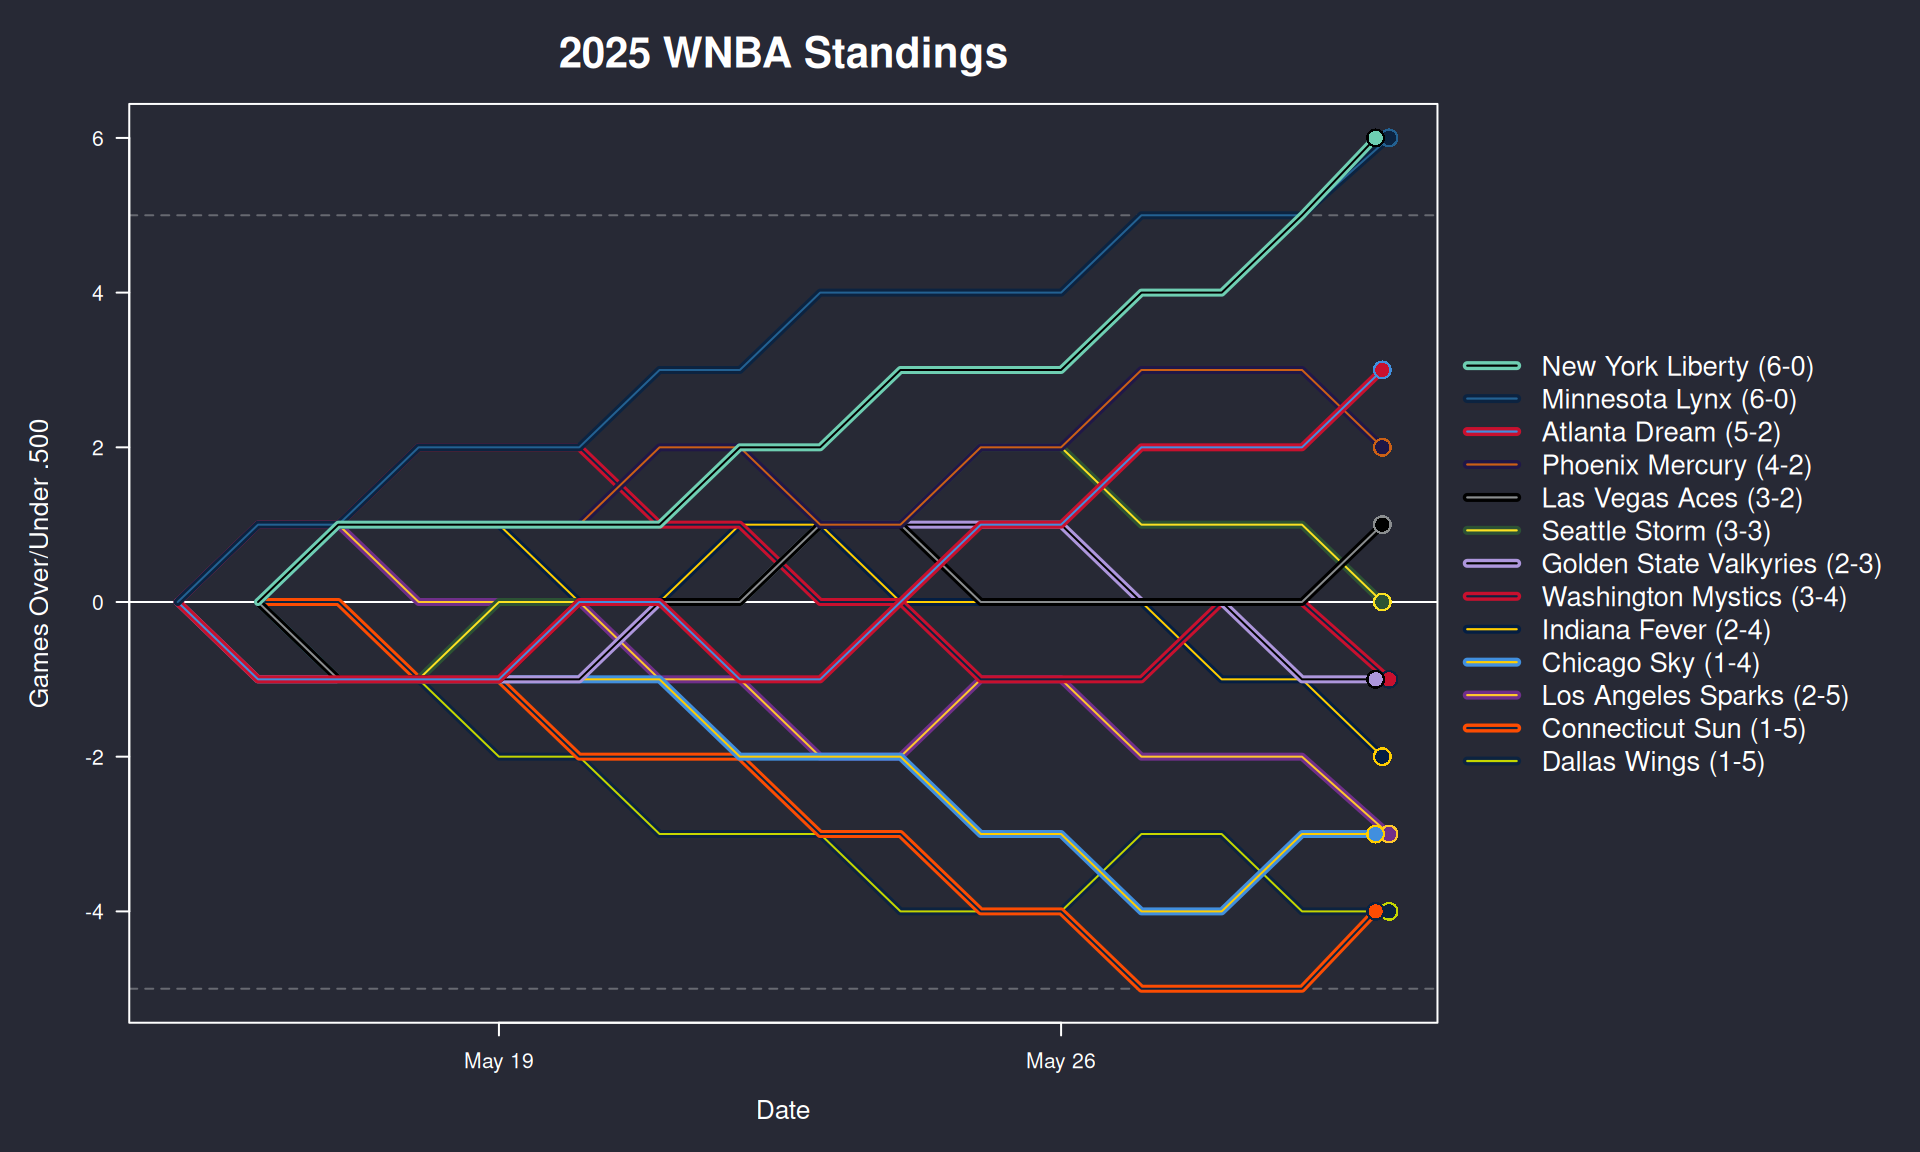 2025 WNBA Standings
Games Over/Under .500
6
4
2
0
-2
-4
May 19
May 26
Date
New York Liberty (6-0)
Minnesota Lynx (6-0)
Atlanta Dream (5-2)
Phoenix Mercury (4-2)
Las Vegas Aces (3-2)
Seattle Storm (3-3)
Golden State Valkyries (2-3)
Washington Mystics (3-4)
Indiana Fever (2-4)
Chicago Sky (1-4)
Los Angeles Sparks (2-5)
Connecticut Sun (1-5)
Dallas Wings (1-5)